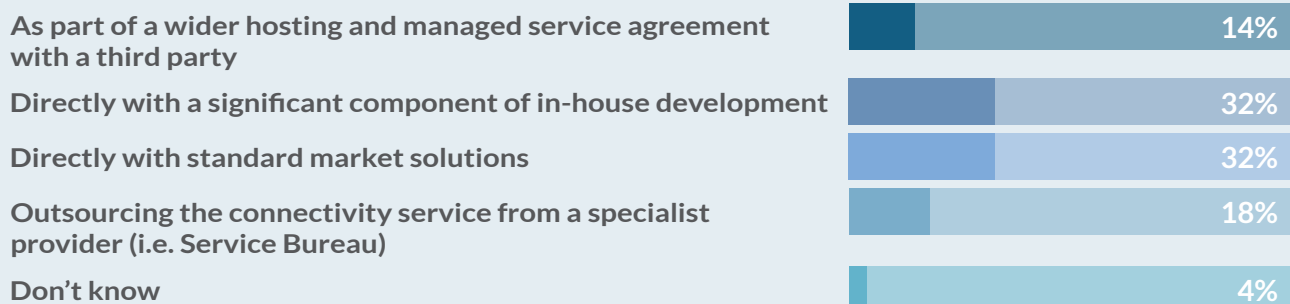 As part of a wider hosting and managed service agreement
with a third party
14%
Directly with a significant component of in-house development
32%
Directly with standard market solutions
32%
Outsourcing the connectivity service from a specialist
provider (i.e. Service Bureau)
18%
Don’t know
4%